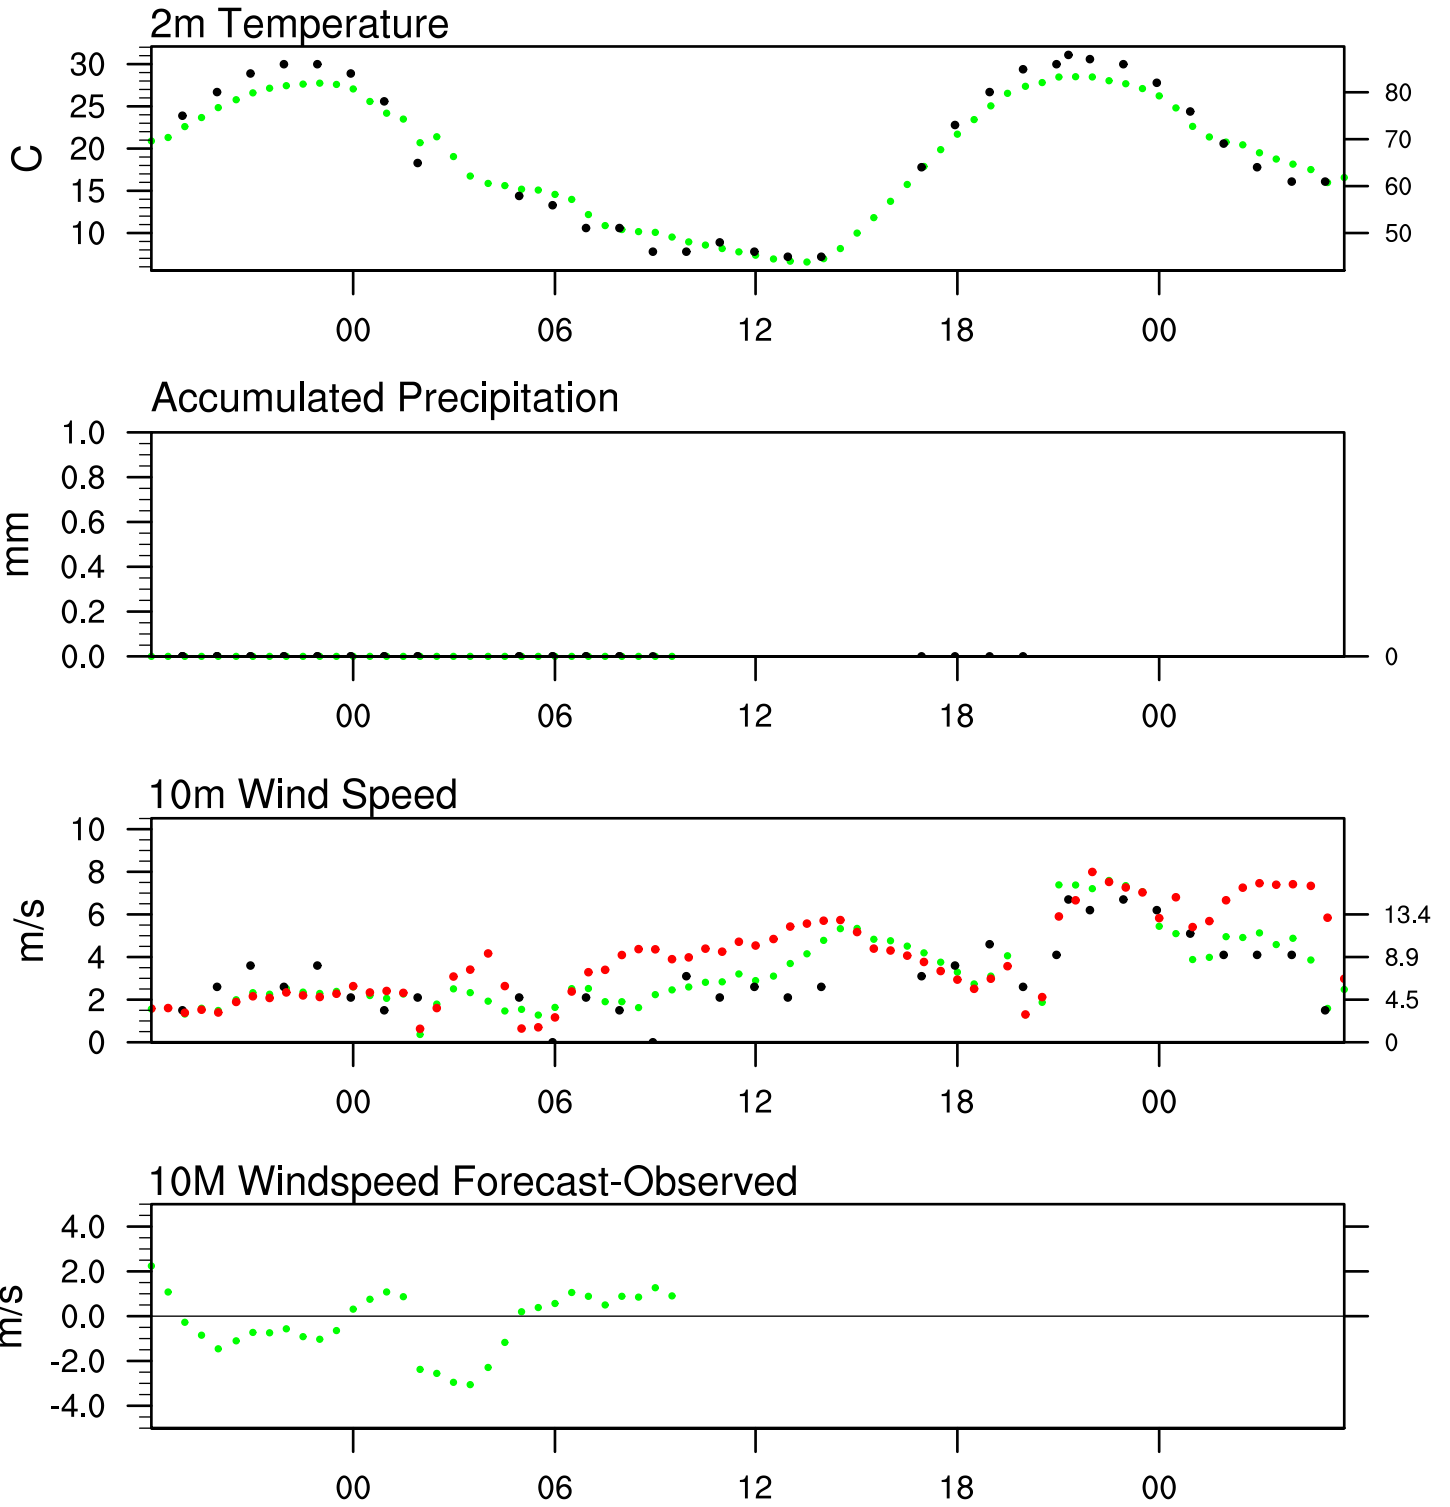 2m Temperature
30
25
20
15
10
C
80
70
60
50
00 06 12 18 00
Accumulated Precipitation
1.0
0.8
0.6
0.4
0.2
0.0
mm
0
00 06 12 18 00
10m Wind Speed
10
8
6
4
2
0
m/s
13.4
8.9
4.5
0
00 06 12 18 00
10M Windspeed Forecast-Observed
4.0
2.0
0.0
-2.0
-4.0
m/s
00 06 12 18 00